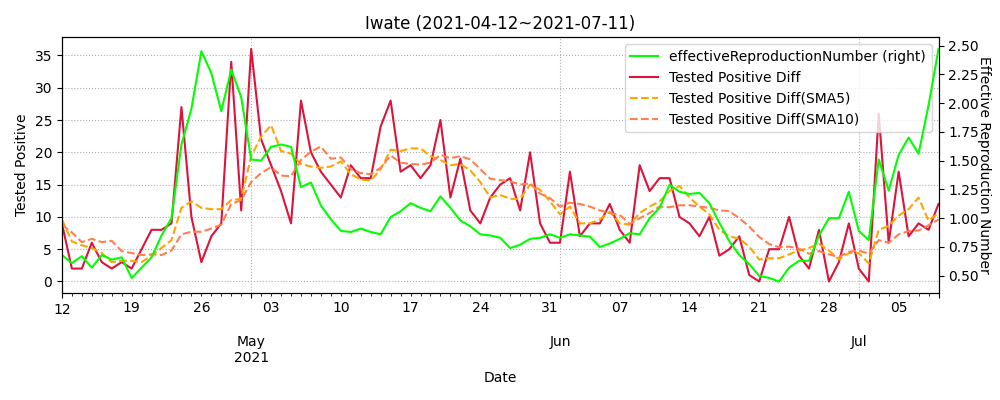 Iwate (2021-04-12~2021-07-11)
effectiveReproductionNumber (right)
Tested Positive Diff
Tested Positive Diff(SMA5)
Tested Positive Diff(SMA10)
Tested Positive
35
30
25
20
15
10
5
0
2.50
2.25
2.00
1.75
1.50
1.25
1.00
0.75
0.50
Effective Reproduction Number
12 19 26 03 10 17 24 31 07 14 21 28 05
May Jun Jul
2021
Date